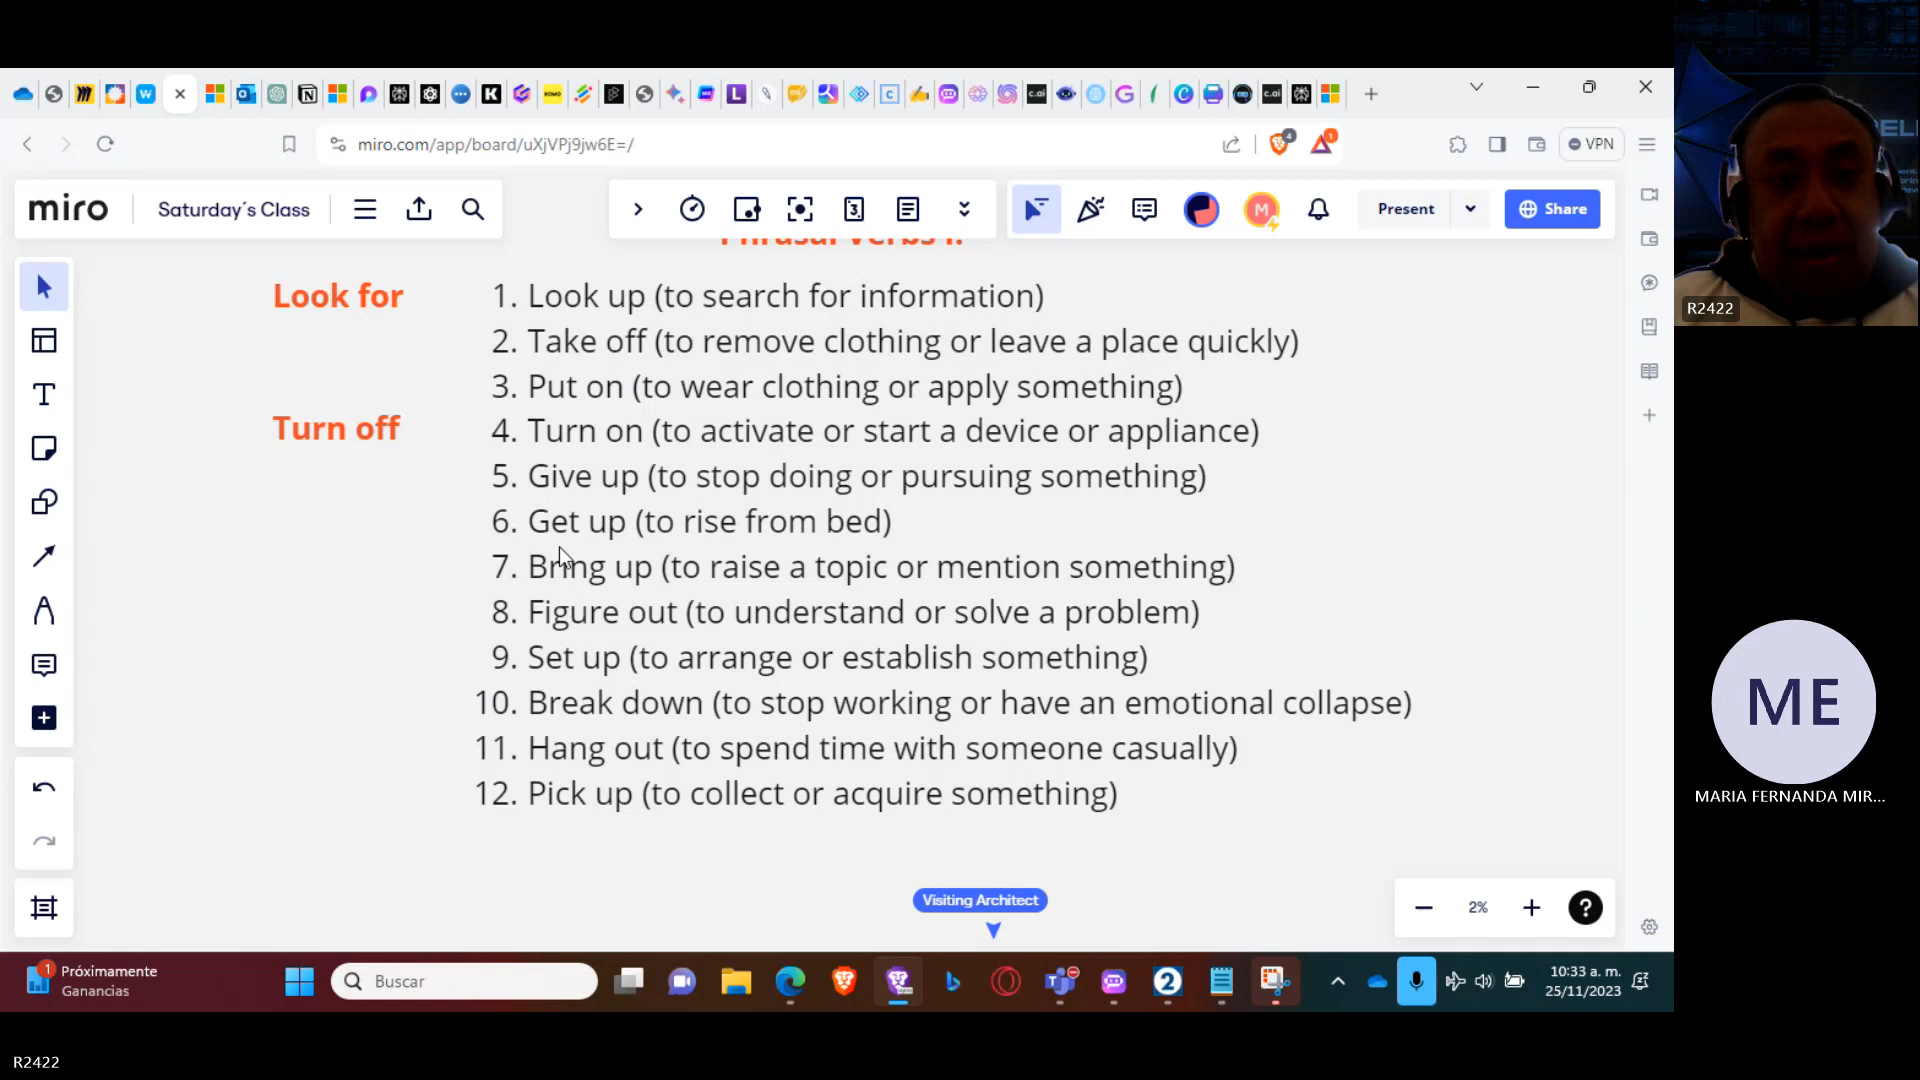 miro.com/app/board/uXjVPj9jw6E=/
4
1
VPN
miro
Saturday´s Class
3
M
Present
Share
Phrasal Verbs I.
Look for
1. Look up (to search for information)
2. Take off (to remove clothing or leave a place quickly)
3. Put on (to wear clothing or apply something)
Turn off
4. Turn on (to activate or start a device or appliance)
5. Give up (to stop doing or pursuing something)
6. Get up (to rise from bed)
7. Bring up (to raise a topic or mention something)
8. Figure out (to understand or solve a problem)
9. Set up (to arrange or establish something)
10. Break down (to stop working or have an emotional collapse)
11. Hang out (to spend time with someone casually)
12. Pick up (to collect or acquire something)
Visiting Architect
2%
R2422
ME
MARIA FERNANDA MIR...
1
Próximamente
Ganancias
Buscar
10:33 a. m.
25/11/2023
R2422